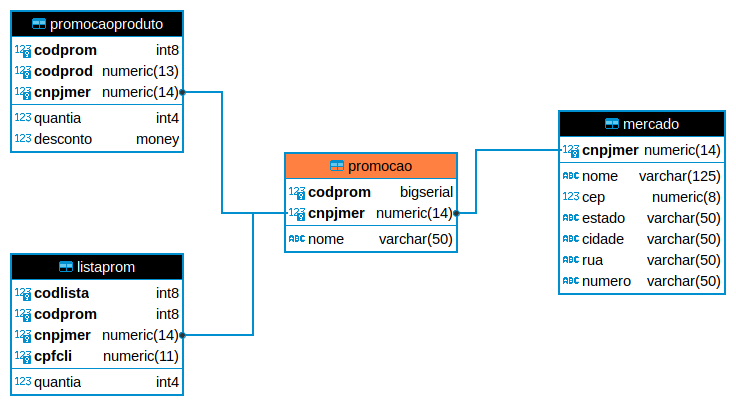 promocaoproduto
123 codprom int8
123 codprod numeric(13)
123 cnpjmer numeric(14)
123 quantia int4
123 desconto money
promocao
123 codprom bigserial
123 cnpjmer numeric(14)
ABC nome varchar(50)
mercado
123 cnpjmer numeric(14)
ABC nome varchar(125)
123 cep numeric(8)
ABC estado varchar(50)
ABC cidade varchar(50)
ABC rua varchar(50)
ABC numero varchar(50)
listaprom
123 codlista int8
123 codprom int8
123 cnpjmer numeric(14)
123 cpfcli numeric(11)
123 quantia int4